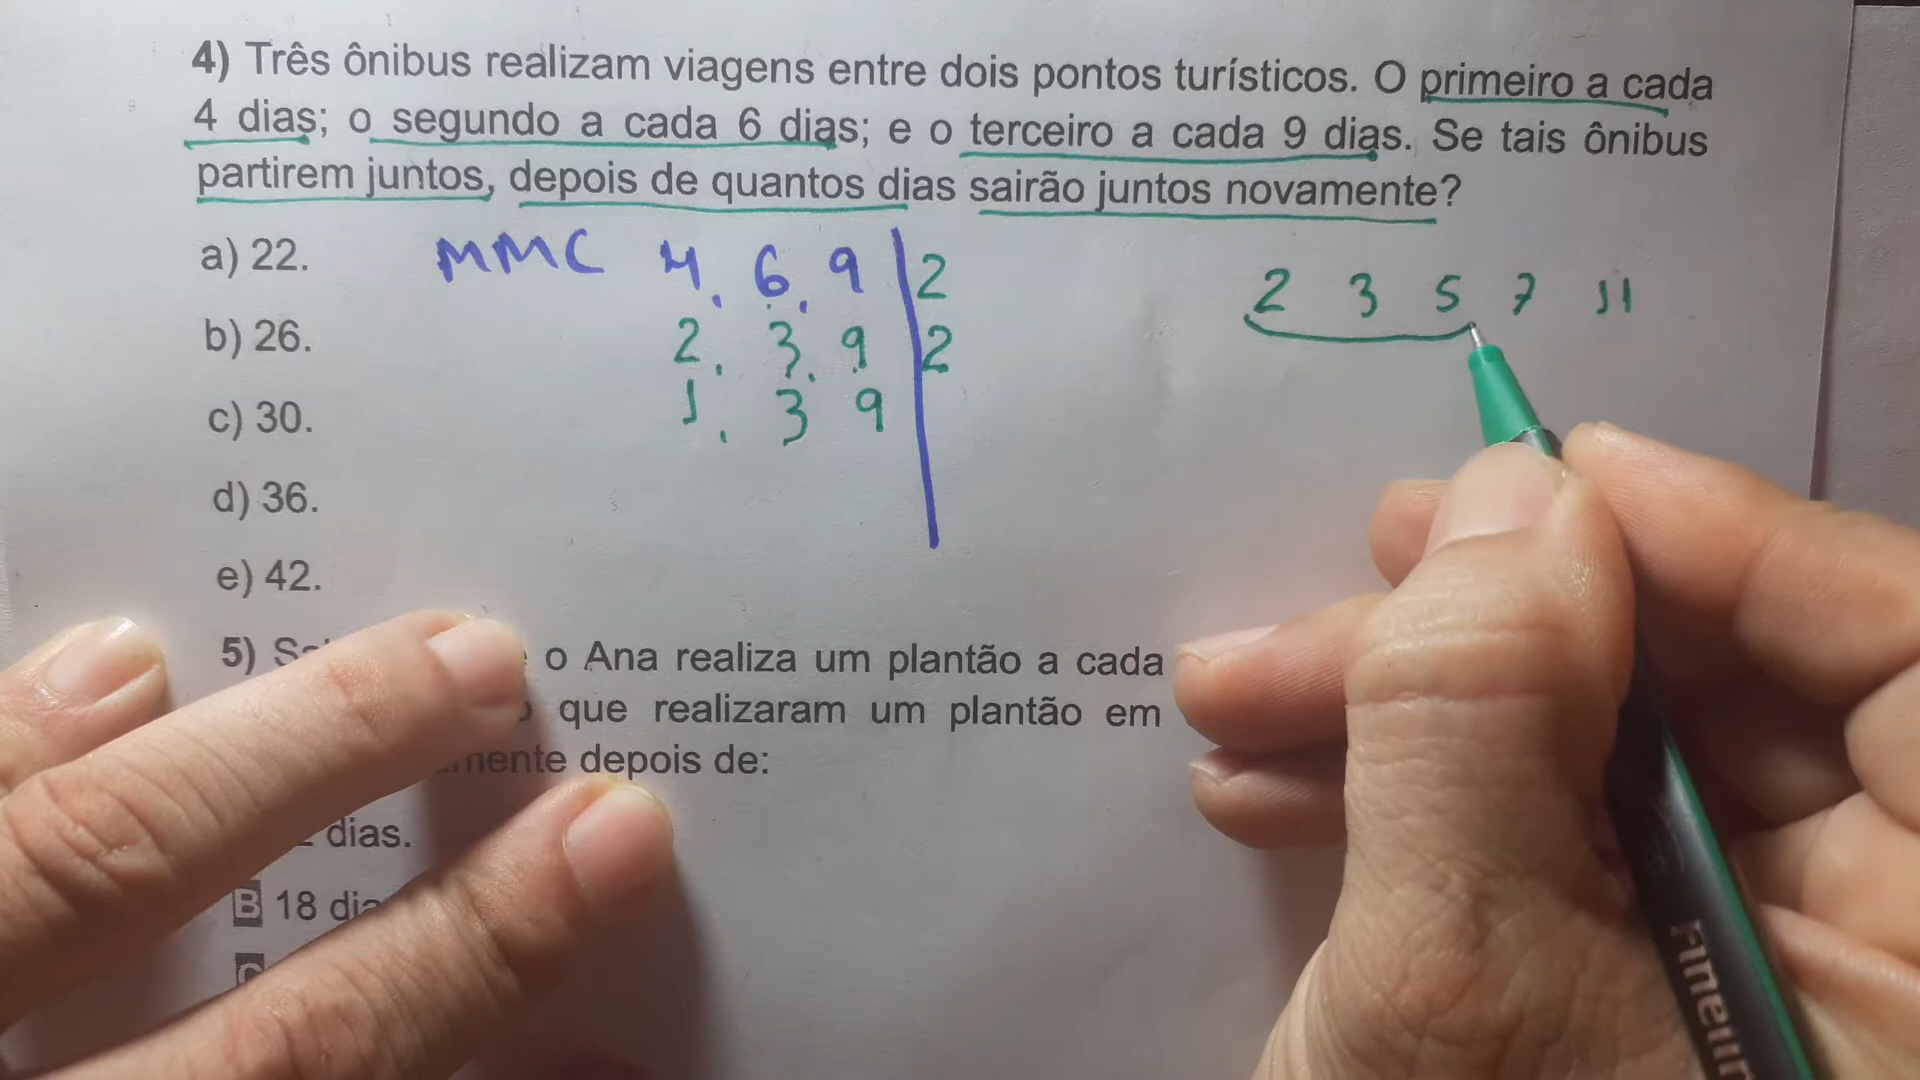 4) Três ônibus realizam viagens entre dois pontos turísticos. O primeiro a cada
4 dias; o segundo a cada 6 dias; e o terceiro a cada 9 dias. Se tais ônibus
partirem juntos, depois de quantos dias sairão juntos novamente?
a) 22.
MMC 4, 6, 9 | 2
2 3 5 7 11
b) 26.
2, 3, 9 | 2
c) 30.
1, 3 9
d) 36.
e) 42.
5) o Ana realiza um plantão a cada
que realizaram um plantão em
depois de:
dias.
B 18